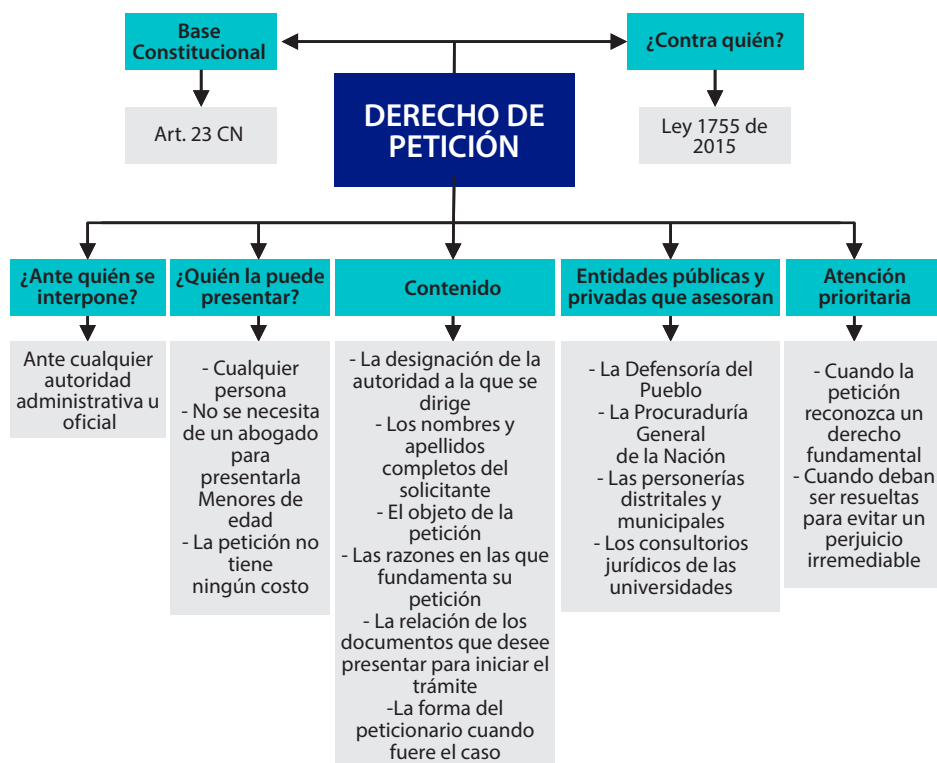 Base
Constitucional
¿Contra quién?
DERECHO DE
PETICIÓN
Art. 23 CN
Ley 1755 de
2015
¿Ante quién se
interpone?
¿Quién la puede
presentar?
Contenido
Entidades públicas y
privadas que asesoran
Atención
prioritaria
Ante cualquier
autoridad
administrativa u
oficial
- Cualquier
persona
- No se necesita
de un abogado
para
presentarla
Menores de
edad
- La petición no
tiene
ningún costo
- La designación de la
autoridad a la que se
dirige
- Los nombres y
apellidos
completos del
solicitante
- El objeto de la
petición
- Las razones en las que
fundamenta su
petición
- La relación de los
documentos que desee
presentar para iniciar el
trámite
-La forma del
peticionario cuando
fuere el caso
- La Defensoría del
Pueblo
- La Procuraduría
General
de la Nación
- Las personerías
distritales y
municipales
- Los consultorios
jurídicos de las
universidades
- Cuando la
petición
reconozca un
derecho
fundamental
- Cuando deban
ser resueltas
para evitar un
perjuicio
irremediable